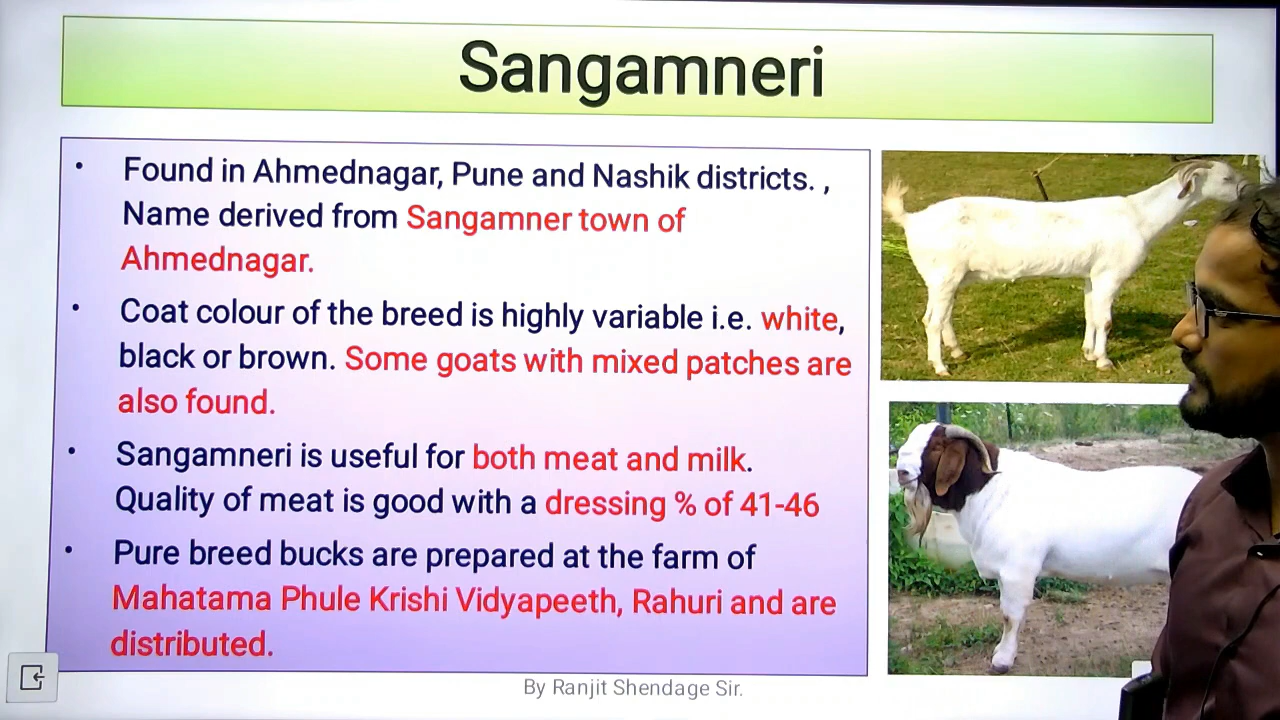 Sangamneri
• Found in Ahmednagar, Pune and Nashik districts. ,
Name derived from Sangamner town of
Ahmednagar.
• Coat colour of the breed is highly variable i.e. white,
black or brown. Some goats with mixed patches are
also found.
• Sangamneri is useful for both meat and milk.
Quality of meat is good with a dressing % of 41-46
• Pure breed bucks are prepared at the farm of
Mahatama Phule Krishi Vidyapeeth, Rahuri and are
distributed.
By Ranjit Shendage Sir.